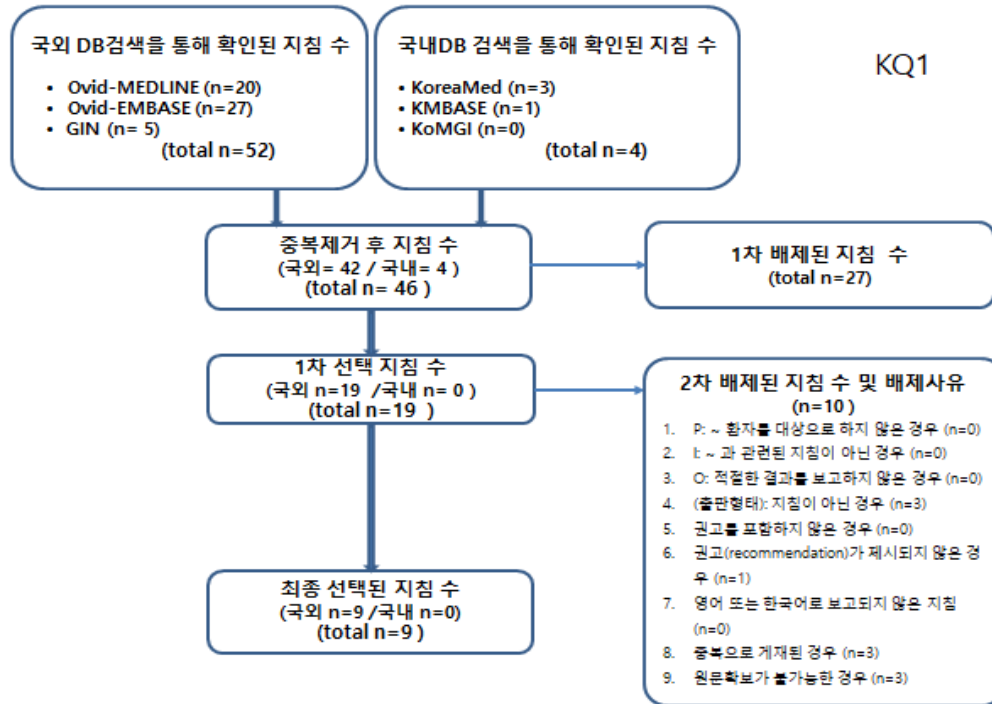 국외 DB검색을 통해 확인된 지침 수
• Ovid-MEDLINE (n=20)
• Ovid-EMBASE (n=27)
• GIN (n= 5)
(total n=52)
국내DB 검색을 통해 확인된 지침 수
• KoreaMed (n=3)
• KMBASE (n=1)
• KoMGI (n=0)
(total n=4)
KQ1
중복제거 후 지침 수
(국외= 42 / 국내= 4 )
(total n= 46 )
1차 배제된 지침 수
(total n=27)
1차 선택 지침 수
(국외 n=19 /국내 n= 0 )
(total n=19 )
2차 배제된 지침 수 및 배제사유
(n=10 )
1. P: ~ 환자를 대상으로 하지 않은 경우 (n=0)
2. I: ~ 과 관련된 지침이 아닌 경우 (n=0)
3. O: 적절한 결과를 보고하지 않은 경우 (n=0)
4. (출판형태): 지침이 아닌 경우 (n=3)
5. 권고를 포함하지 않은 경우 (n=0)
6. 권고(recommendation)가 제시되지 않은 경
우 (n=1)
7. 영어 또는 한국어로 보고되지 않은 지침
(n=0)
8. 중복으로 게재된 경우 (n=3)
9. 원문확보가 불가능한 경우 (n=3)
최종 선택된 지침 수
(국외 n=9 /국내 n=0)
(total n=9 )